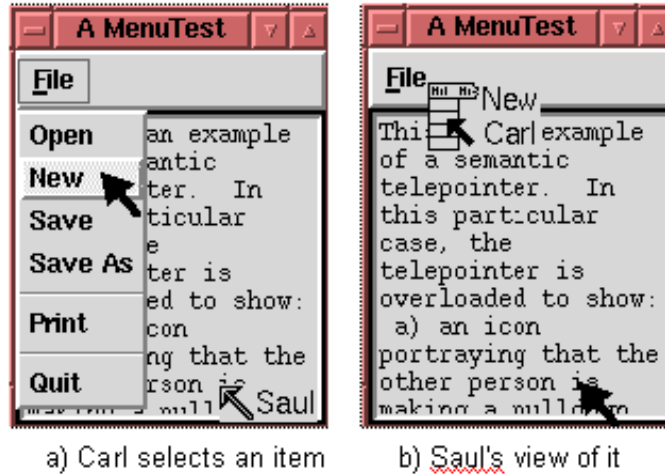 A MenuTest
File
Open
New
Save
Save As
Print
Quit
an example
antic
ter. In
ticular
e
ter is
ed to show:
con
ng that the
rson is
making a pull
Saul
a) Carl selects an item
A MenuTest
File
New
Carl
Thi example
of a semantic
telepointer. In
this particular
case, the
telepointer is
overloaded to show:
a) an icon
portraying that the
other person is
making a pulldown
b) Saul's view of it